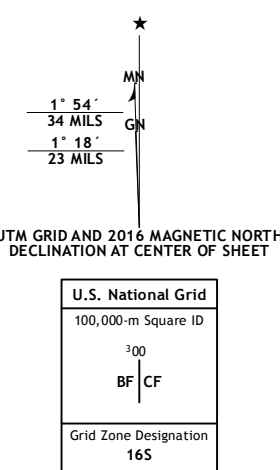 ★
MN
1° 54´
34 MILS
GN
1° 18´
23 MILS
UTM GRID AND 2016 MAGNETIC NORTH
DECLINATION AT CENTER OF SHEET
U.S. National Grid
100,000-m Square ID
³00
BF CF
Grid Zone Designation
16S